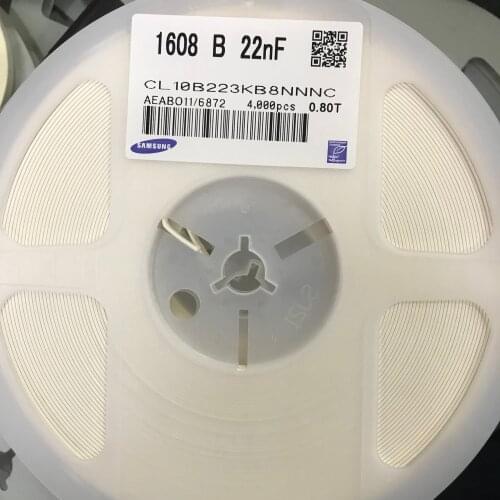 1608 B 22nF
CL10B223KB8NNNC
AEABO11/6872 4,000pcs 0.80T
SAMSUNG